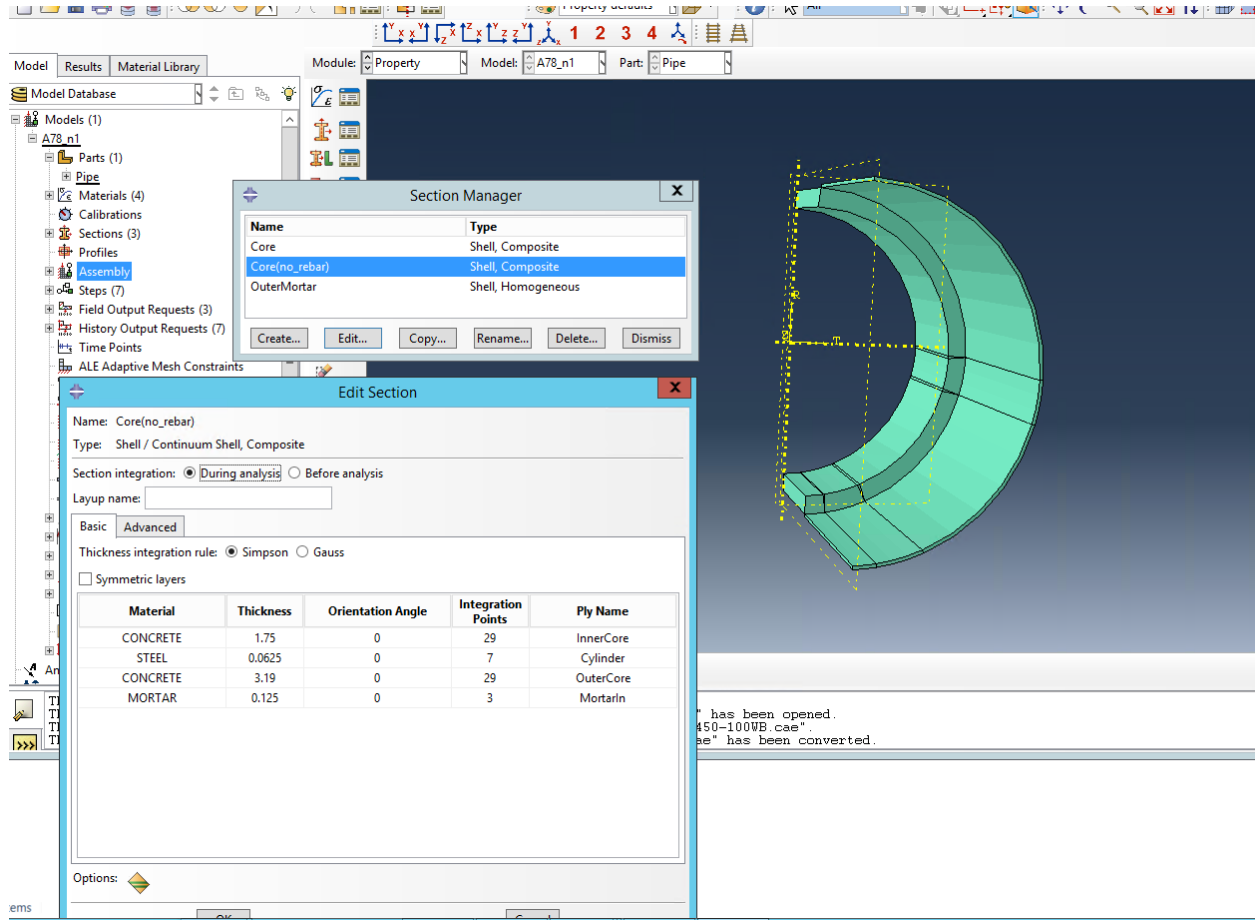 Property defaults
All
1 2 3 4
Model Results Material Library
Module: Property Model: A78_n1 Part: Pipe
Model Database
Models (1)
A78_n1
Parts (1)
Pipe
Materials (4)
Calibrations
Sections (3)
Profiles
Assembly
Steps (7)
Field Output Requests (3)
History Output Requests (7)
Time Points
ALE Adaptive Mesh Constraints
Section Manager
Name Type
Core Shell, Composite
Core(no_rebar) Shell, Composite
OuterMortar Shell, Homogeneous
Create... Edit... Copy... Rename... Delete... Dismiss
Edit Section
Name: Core(no_rebar)
Type: Shell / Continuum Shell, Composite
Section integration: During analysis Before analysis
Layup name:
Basic Advanced
Thickness integration rule: Simpson Gauss
Symmetric layers
Material Thickness Orientation Angle Integration Points Ply Name
CONCRETE 1.75 0 29 InnerCore
STEEL 0.0625 0 7 Cylinder
CONCRETE 3.19 0 29 OuterCore
MORTAR 0.125 0 3 MortarIn
Options:
R
T
An
" has been opened.
450-100WB.cae".
ae" has been converted.
ems